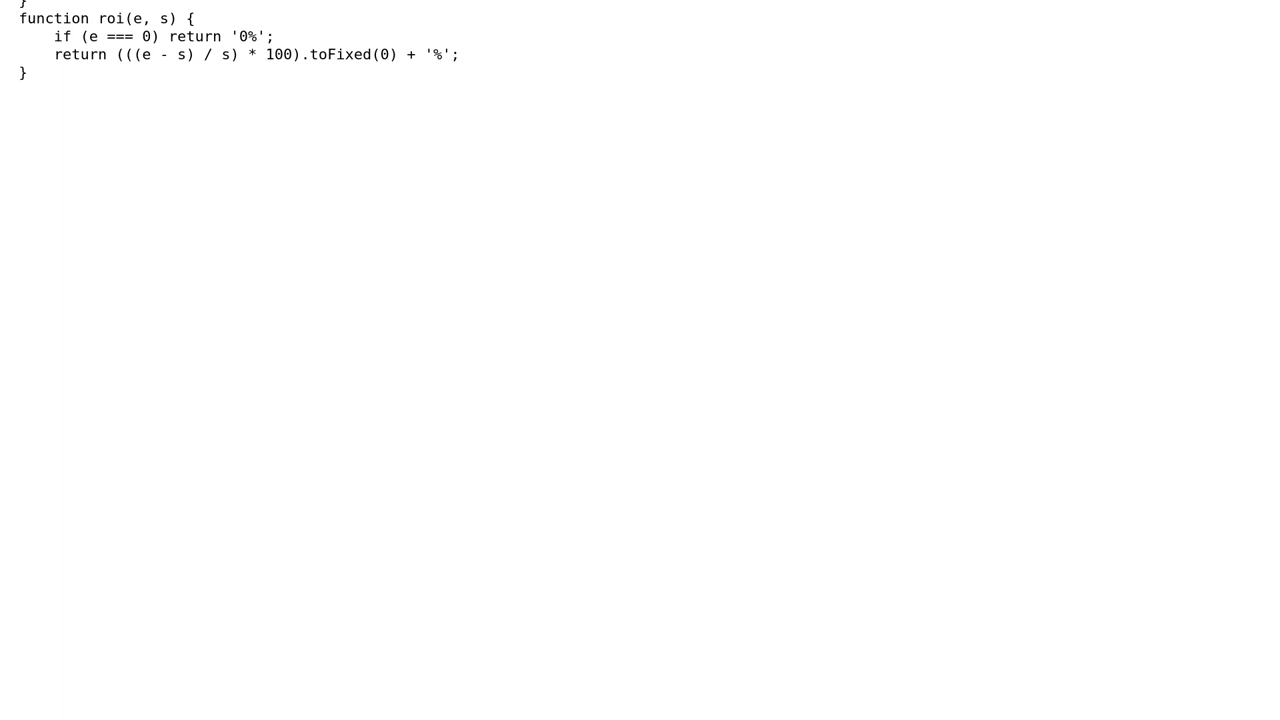 }
function roi(e, s) {
    if (e === 0) return '0%';
    return (((e - s) / s) * 100).toFixed(0) + '%';
}